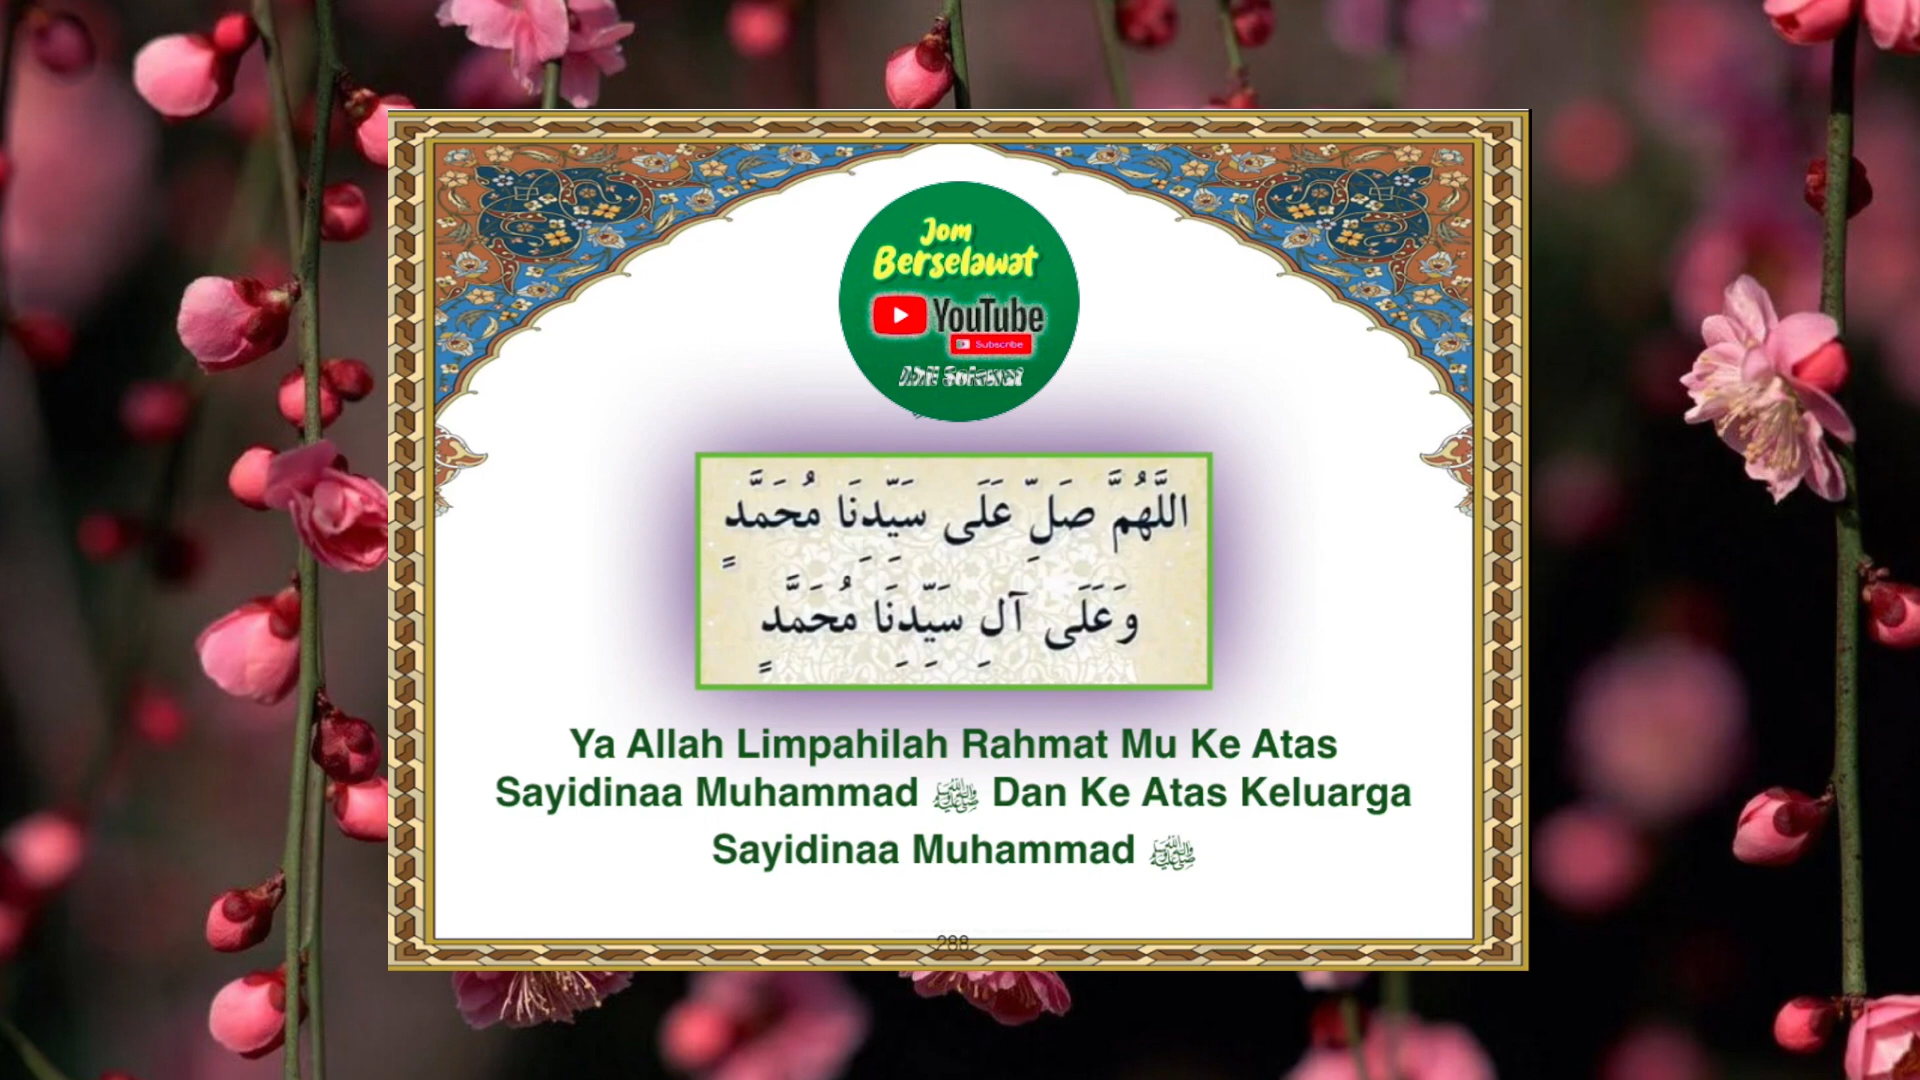 Jom
Berselawat
YouTube
Subscribe
اللَّهُمَّ صَلِّ عَلَى سَيِّدِنَا مُحَمَّدٍ
وَعَلَى آلِ سَيِّدِنَا مُحَمَّدٍ
Ya Allah Limpahilah Rahmat Mu Ke Atas
Sayidinaa Muhammad ﷺ Dan Ke Atas Keluarga
Sayidinaa Muhammad ﷺ
288